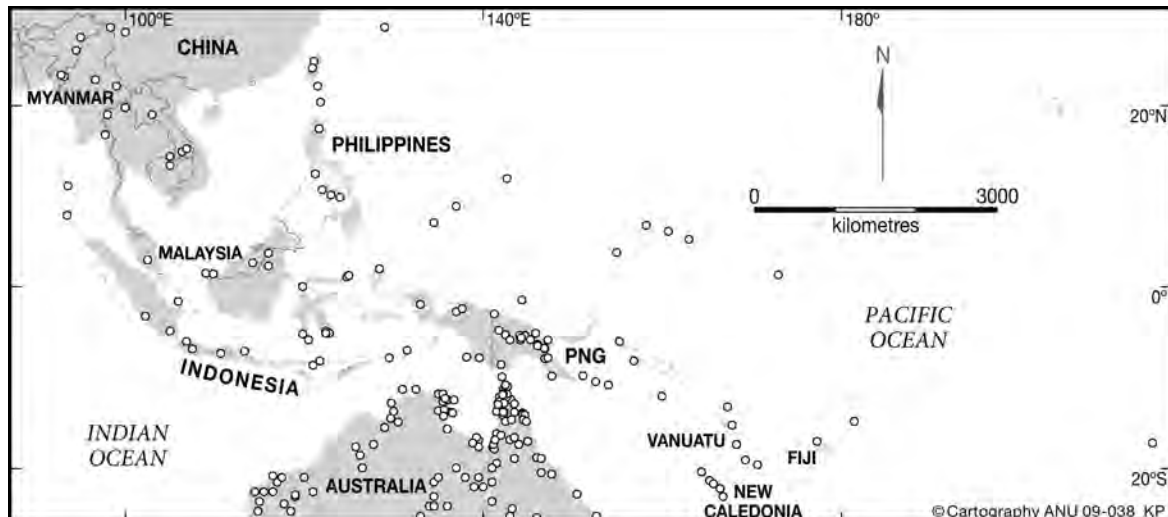 100ºE
140ºE
180º
CHINA
N
MYANMAR
20ºN
PHILIPPINES
0
3000
kilometres
MALAYSIA
0º
PACIFIC
OCEAN
PNG
INDONESIA
INDIAN
OCEAN
VANUATU
FIJI
20ºS
AUSTRALIA
NEW
CALEDONIA
© Cartography ANU 09-038 KP